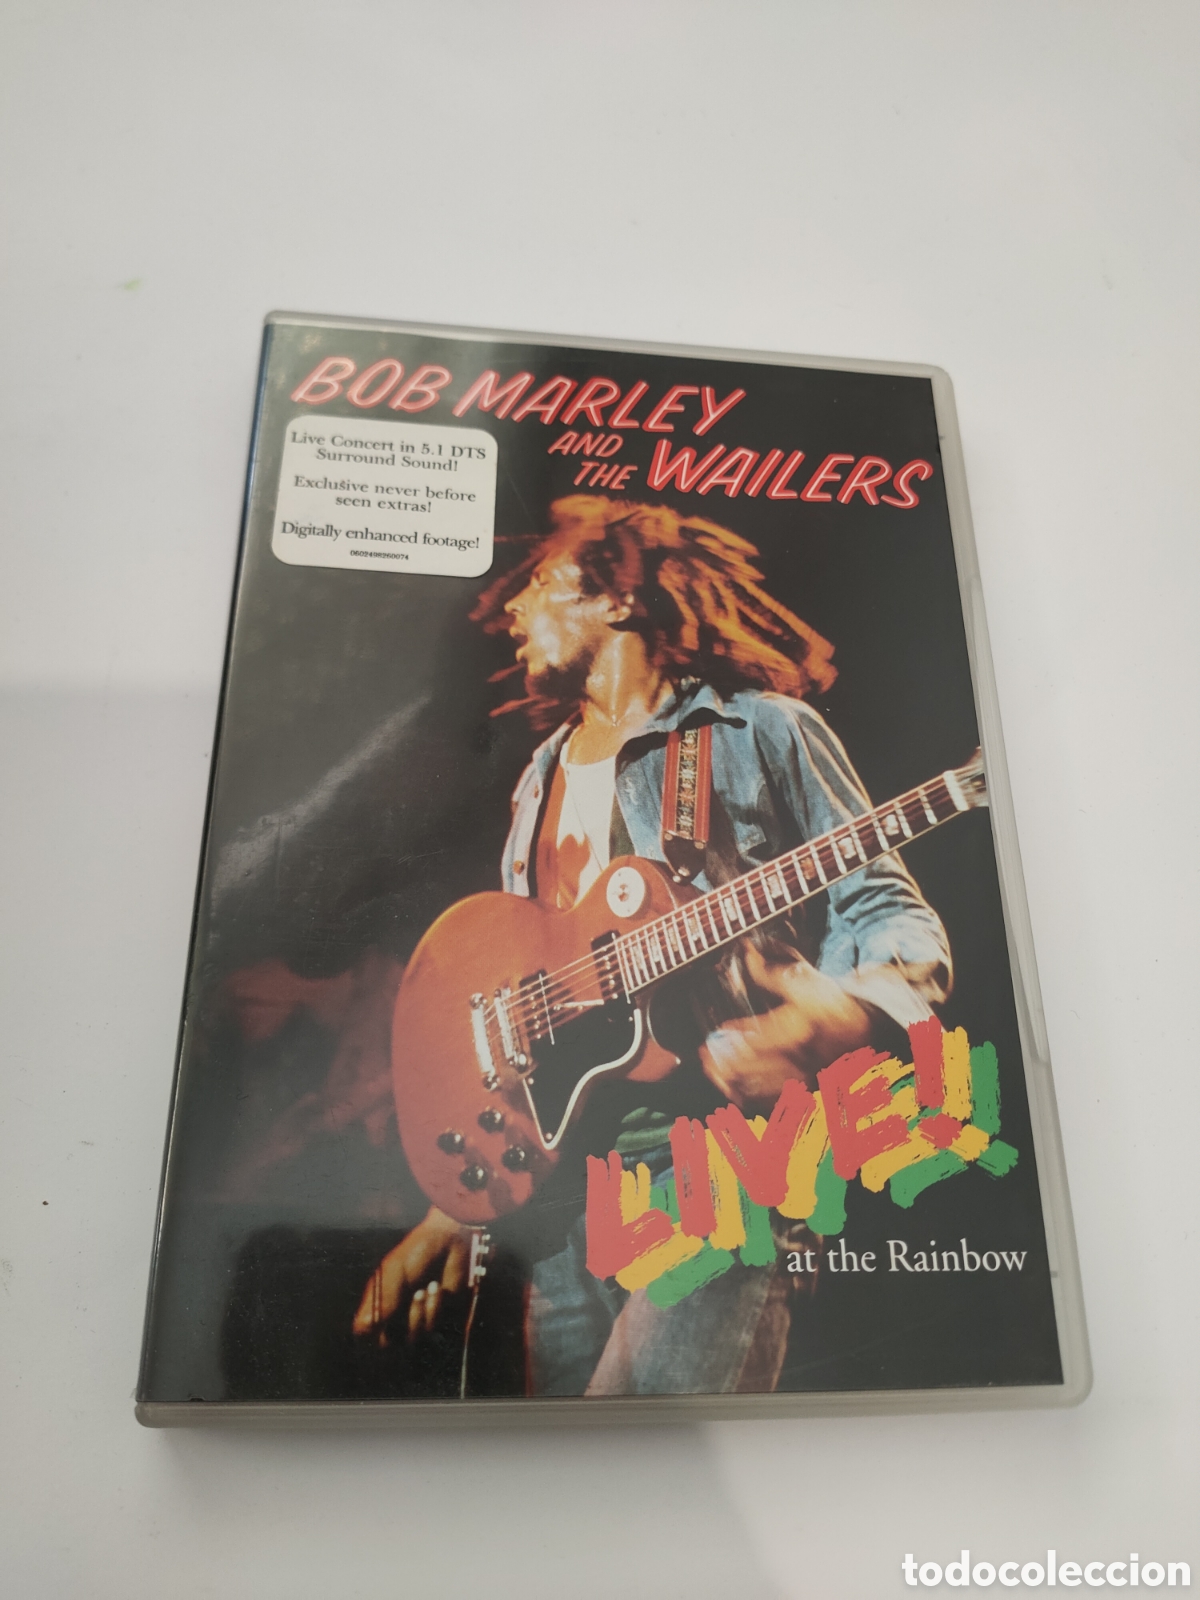 BOB MARLEY
AND
THE WAILERS
Live Concert in 5.1 DTS
Surround Sound!
Exclusive never before
seen extras!
Digitally enhanced footage!
0602498260074
LIVE!
at the Rainbow
todocoleccion